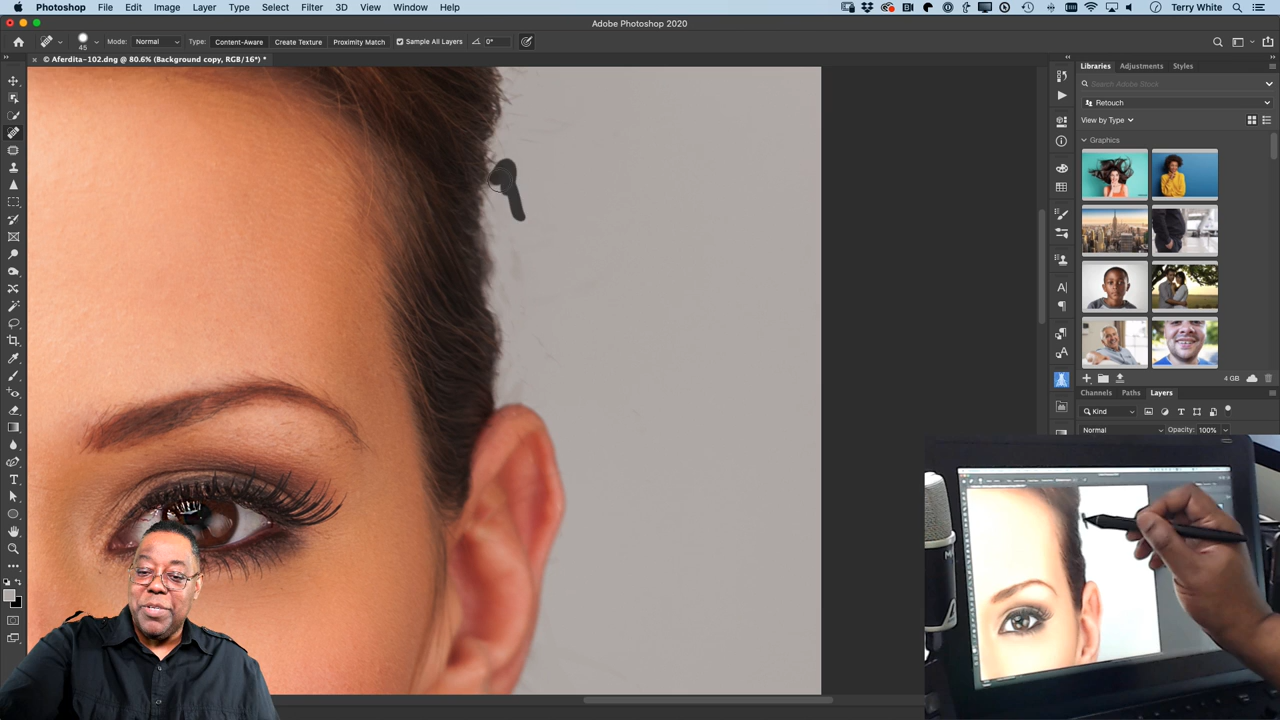 Photoshop File Edit Image Layer Type Select Filter 3D View Window Help
Terry White
Adobe Photoshop 2020
45 Mode: Normal Type: Content-Aware Create Texture Proximity Match Sample All Layers 0°
© Aferdita-102.dng @ 80.6% (Background copy, RGB/16*) *
Libraries Adjustments Styles
Search Adobe Stock
Retouch
View by Type
Graphics
4 GB
Channels Paths Layers
Kind
Normal Opacity: 100%